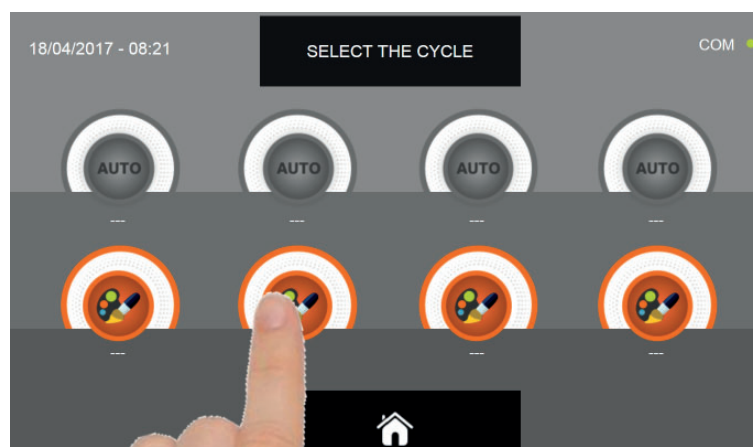 18/04/2017 - 08:21
SELECT THE CYCLE
COM
AUTO AUTO AUTO AUTO
--- --- --- ---
--- --- ---